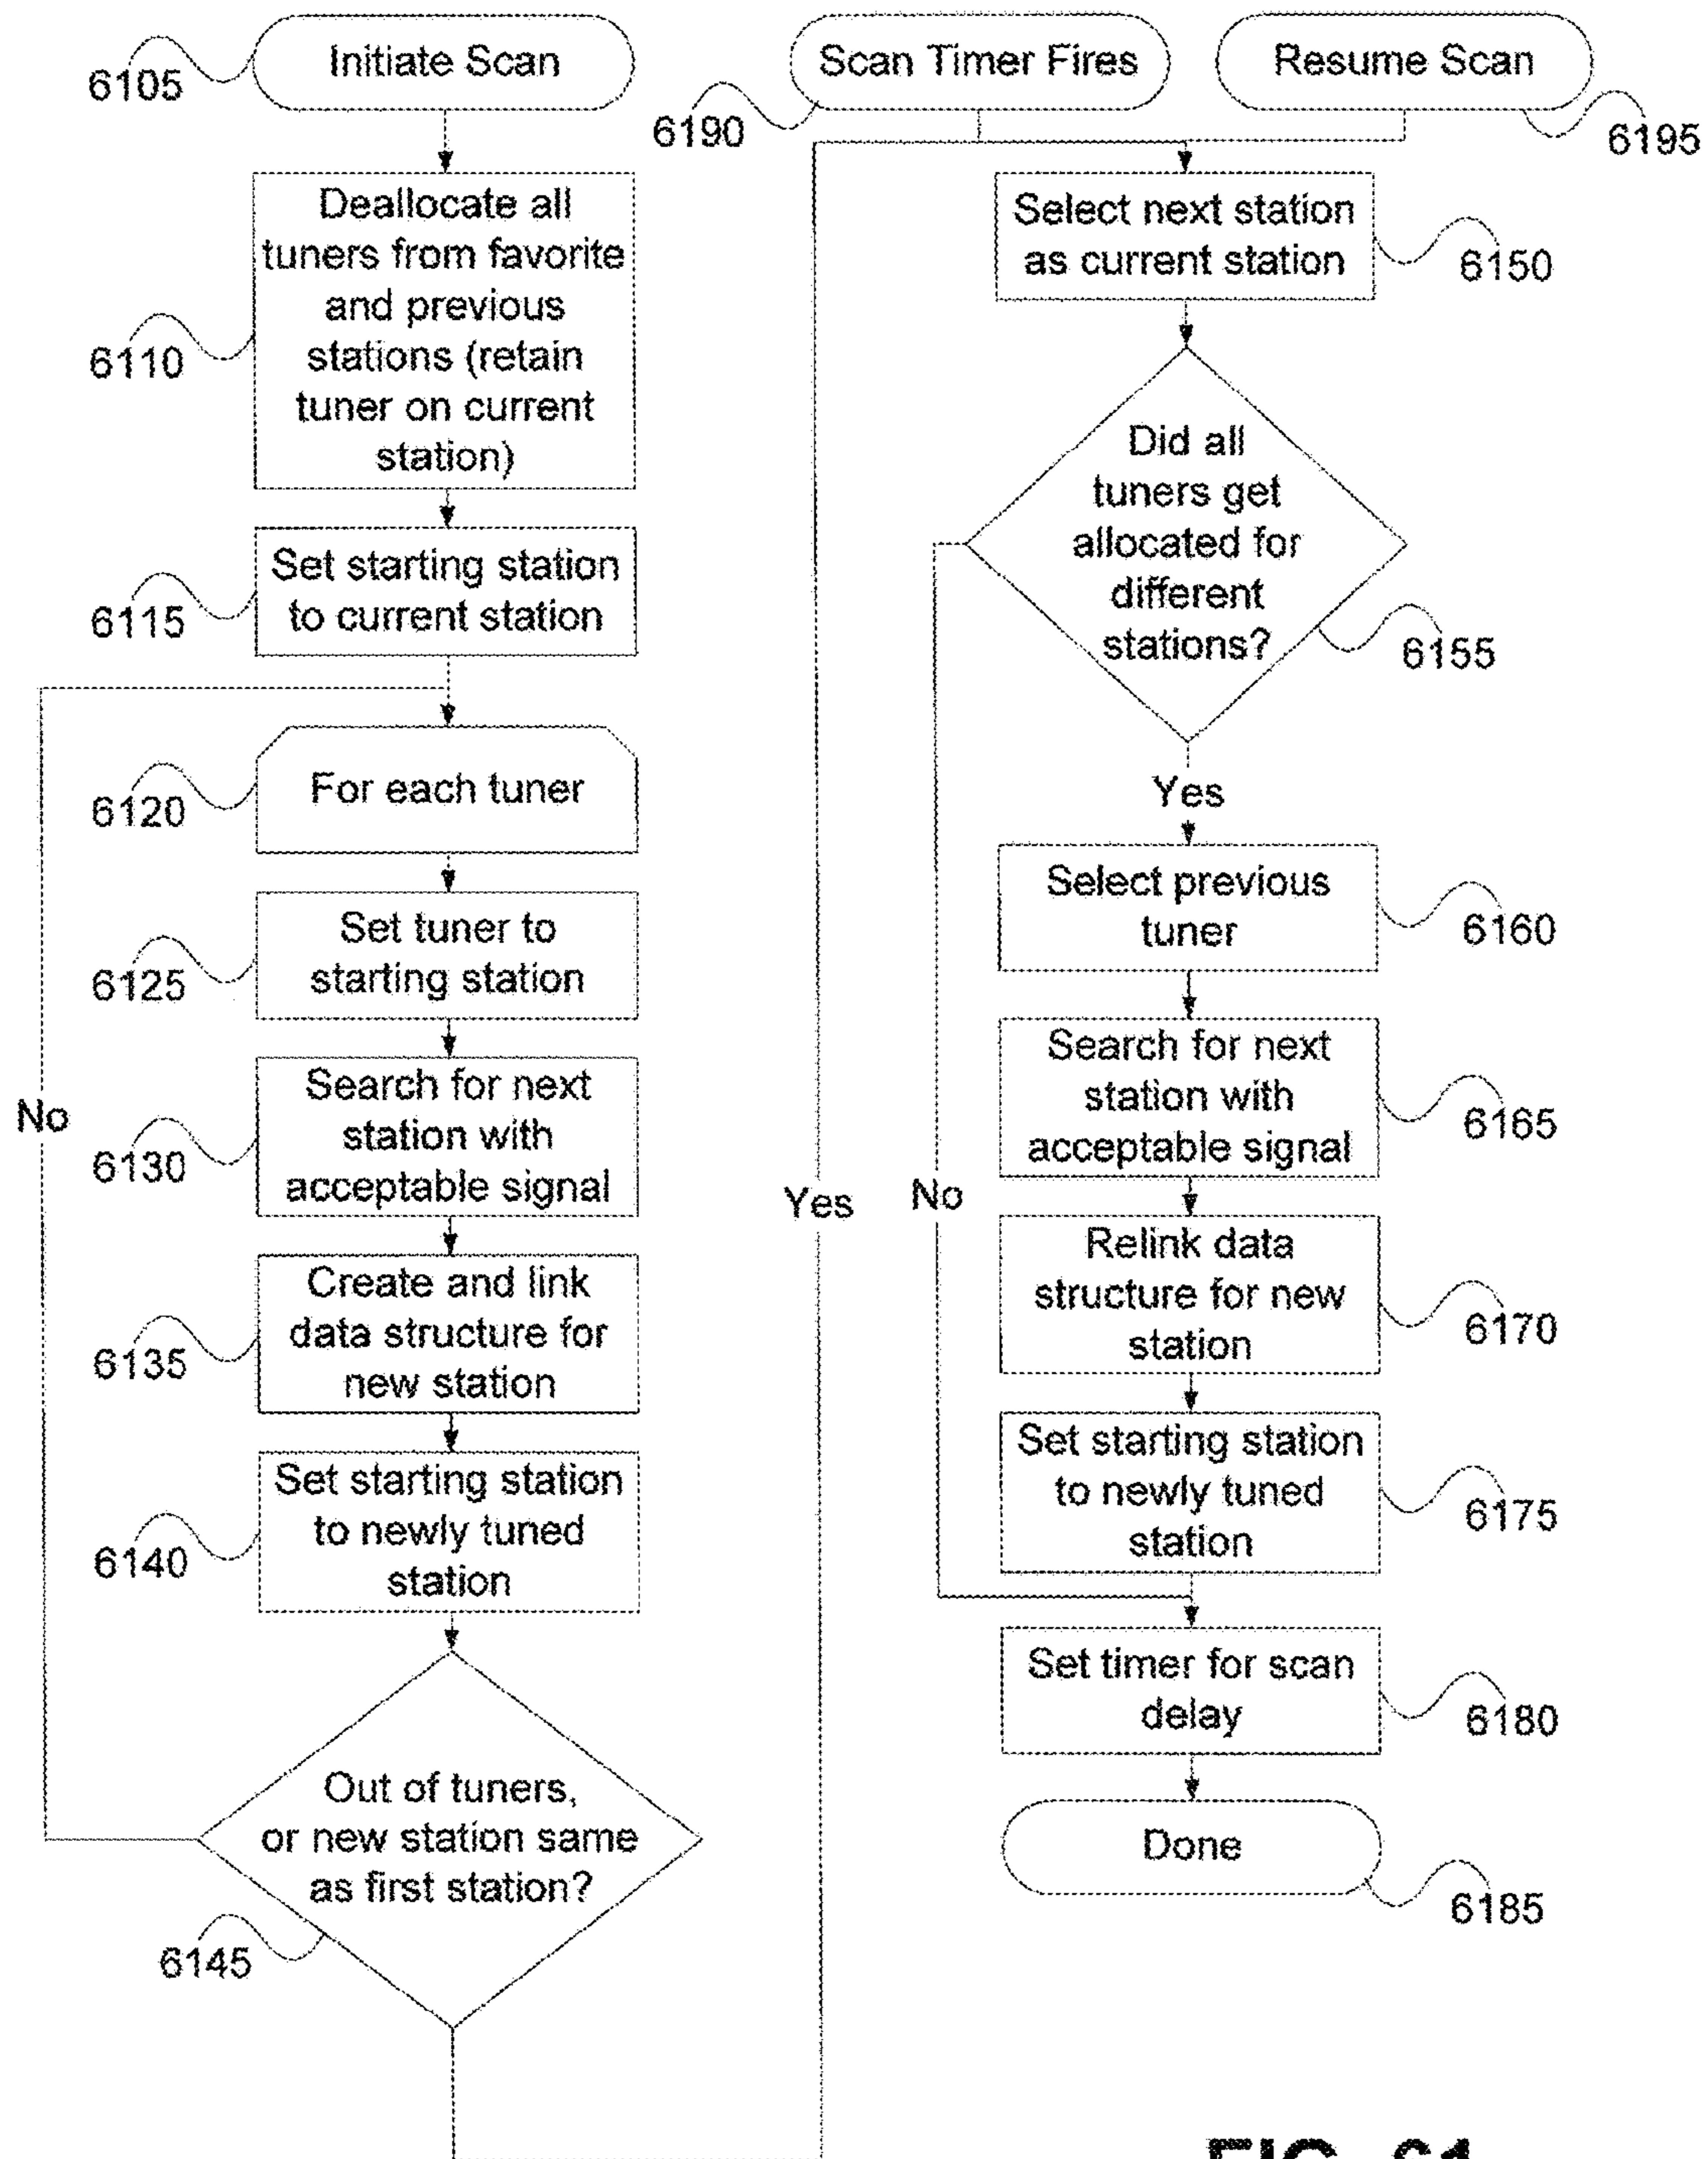 Initiate Scan
6105
Deallocate all
tuners from favorite
and previous
stations (retain
tuner on current
station)
6110
Set starting station
to current station
6115
For each tuner
6120
Set tuner to
starting station
6125
Search for next
station with
acceptable signal
6130
Create and link
data structure for
new station
6135
Set starting station
to newly tuned
station
6140
Out of tuners,
or new station same
as first station?
6145
No
Yes
Scan Timer Fires
6190
Resume Scan
6195
Select next station
as current station
6150
Did all
tuners get
allocated for
different
stations?
6155
Yes
No
Select previous
tuner
6160
Search for next
station with
acceptable signal
6165
Relink data
structure for new
station
6170
Set starting station
to newly tuned
station
6175
Set timer for scan
delay
6180
Done
6185
FIG. 61